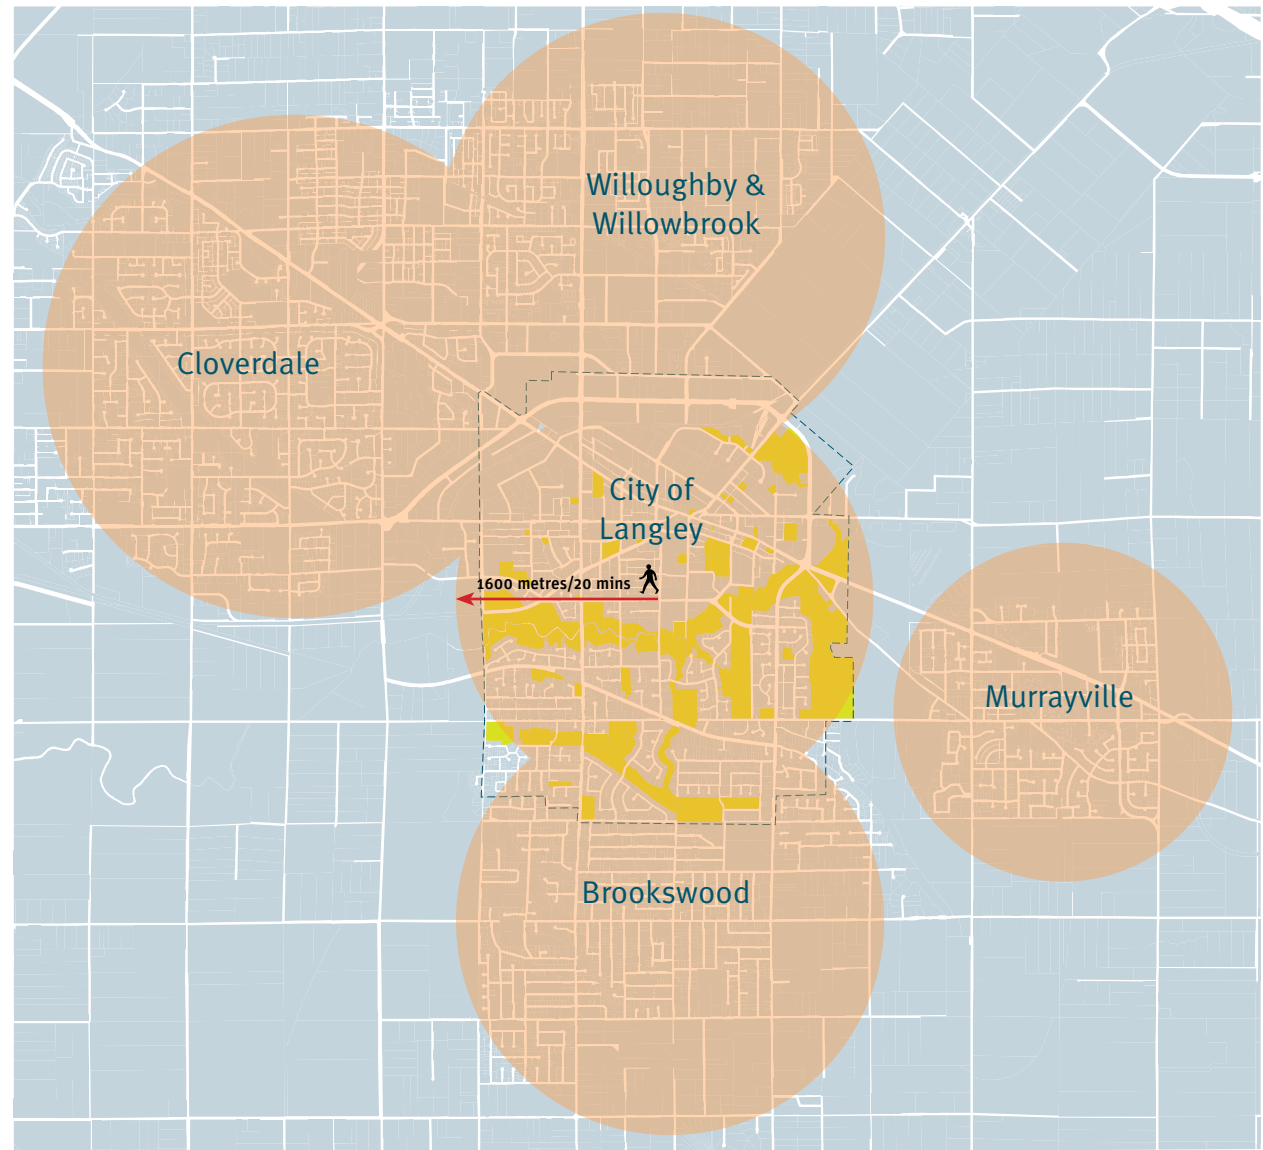 Willoughby &
Willowbrook
Cloverdale
City of
Langley
1600 metres/20 mins
Murrayville
Brookswood